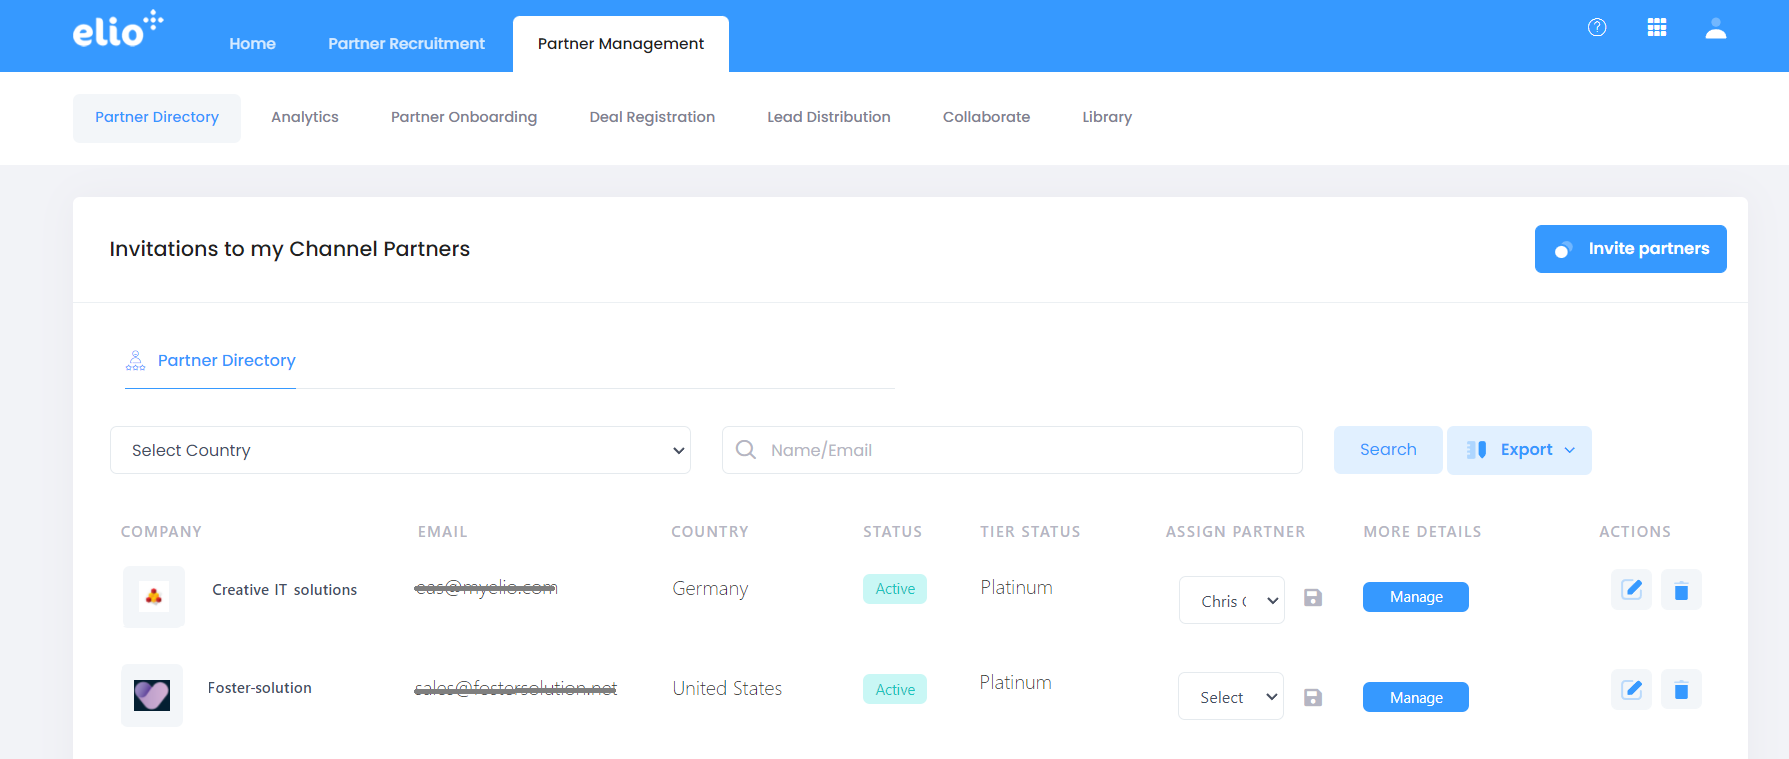 elio
Home Partner Recruitment Partner Management
Partner Directory Analytics Partner Onboarding Deal Registration Lead Distribution Collaborate Library
Invitations to my Channel Partners Invite partners
Partner Directory
Select Country Name/Email Search Export
COMPANY EMAIL COUNTRY STATUS TIER STATUS ASSIGN PARTNER MORE DETAILS ACTIONS
Creative IT solutions eas@myelio.com Germany Active Platinum Chris Manage
Foster-solution sales@fostersolution.net United States Active Platinum Select Manage